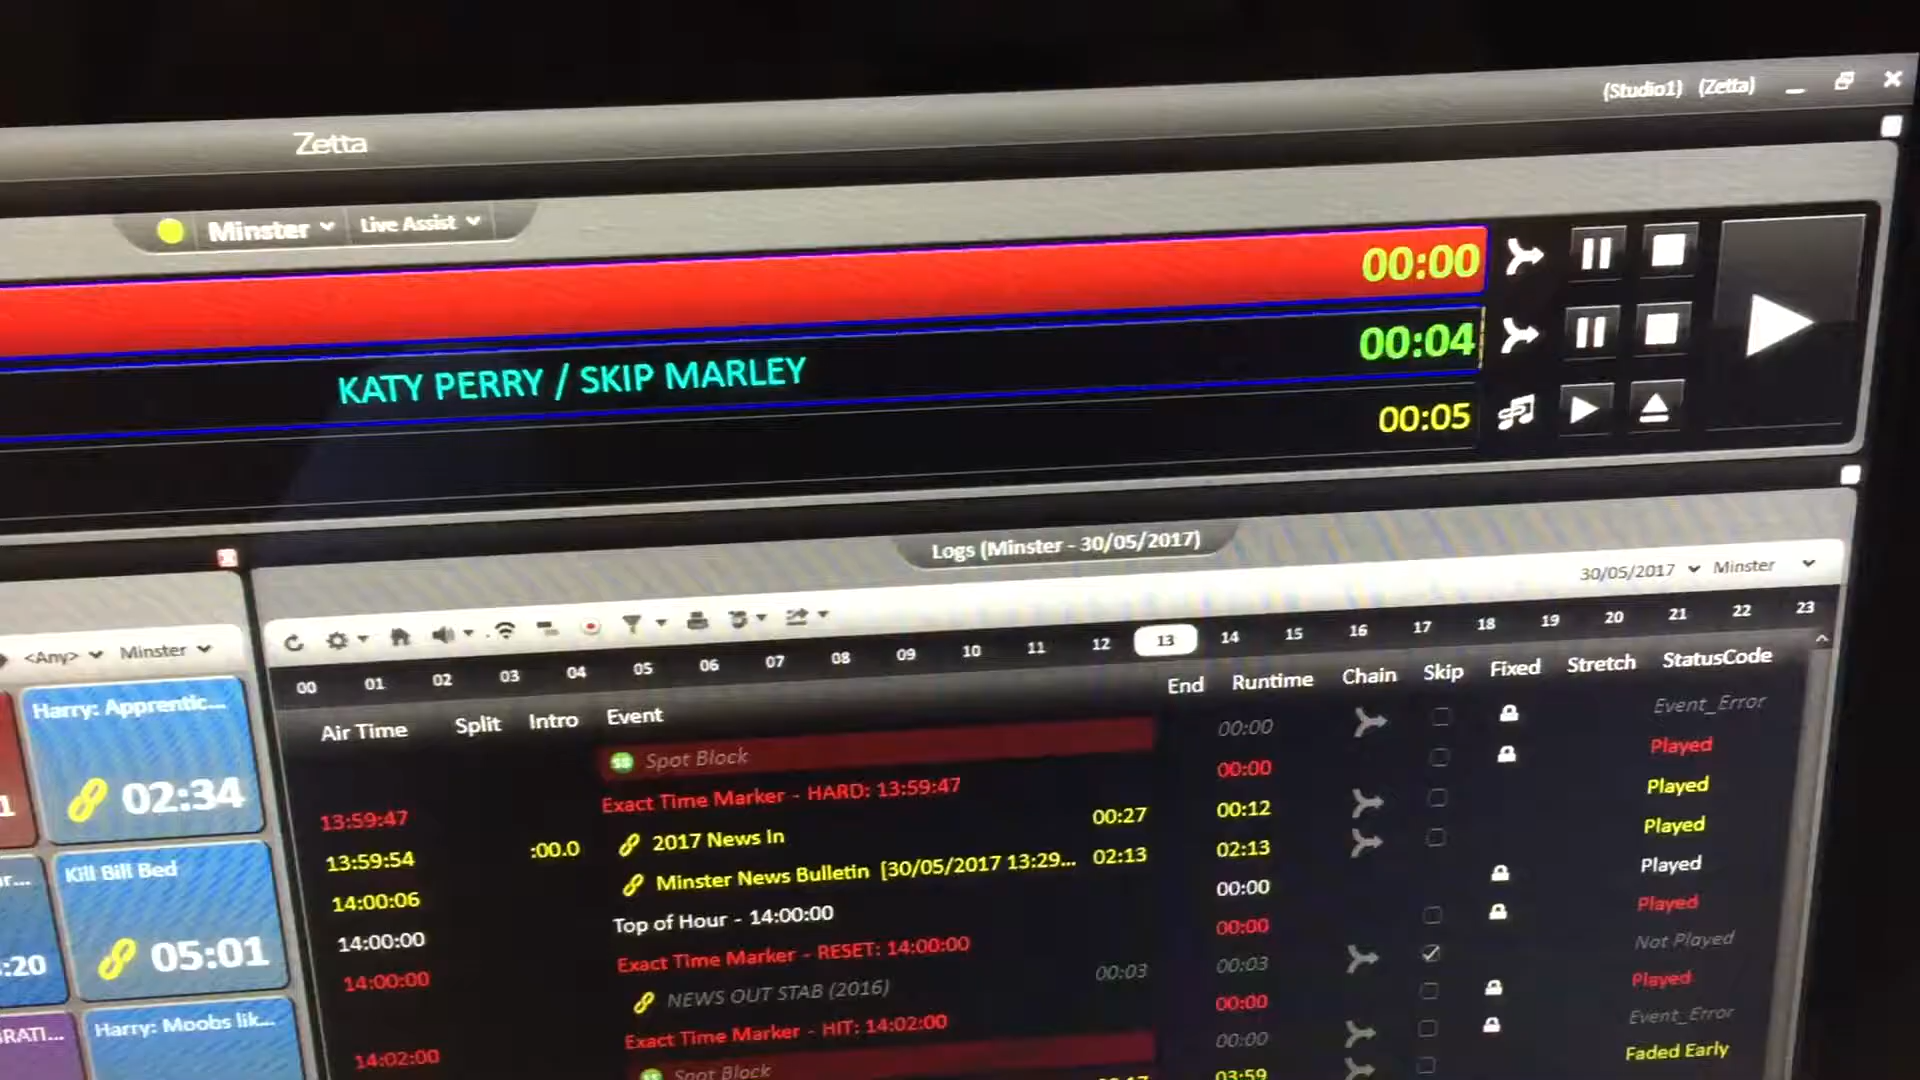 (Studio1) (Zetta)
Zetta
Minster Live Assist
00:00
KATY PERRY / SKIP MARLEY 00:04
00:05
Logs (Minster - 30/05/2017)
30/05/2017 Minster
<Any> Minster
00 01 02 03 04 05 06 07 08 09 10 11 12 13 14 15 16 17 18 19 20 21 22 23
Air Time Split Intro Event End Runtime Chain Skip Fixed Stretch StatusCode
Spot Block 00:00 Event_Error
13:59:47 Exact Time Marker - HARD: 13:59:47 00:00 Played
13:59:54 :00.0 2017 News In 00:27 00:12 Played
14:00:06 Minster News Bulletin [30/05/2017 13:29... 02:13 02:13 Played
14:00:00 Top of Hour - 14:00:00 00:00 Played
14:00:00 Exact Time Marker - RESET: 14:00:00 00:00 Played
NEWS OUT STAB (2016) 00:03 00:03 Not Played
14:02:00 Exact Time Marker - HIT: 14:02:00 00:00 Played
Spot Block 00:00 Event_Error
03:59 Faded Early
Harry: Apprentic...
02:34
Kill Bill Bed
05:01
:20
RATI...
Harry: Moobs lik...